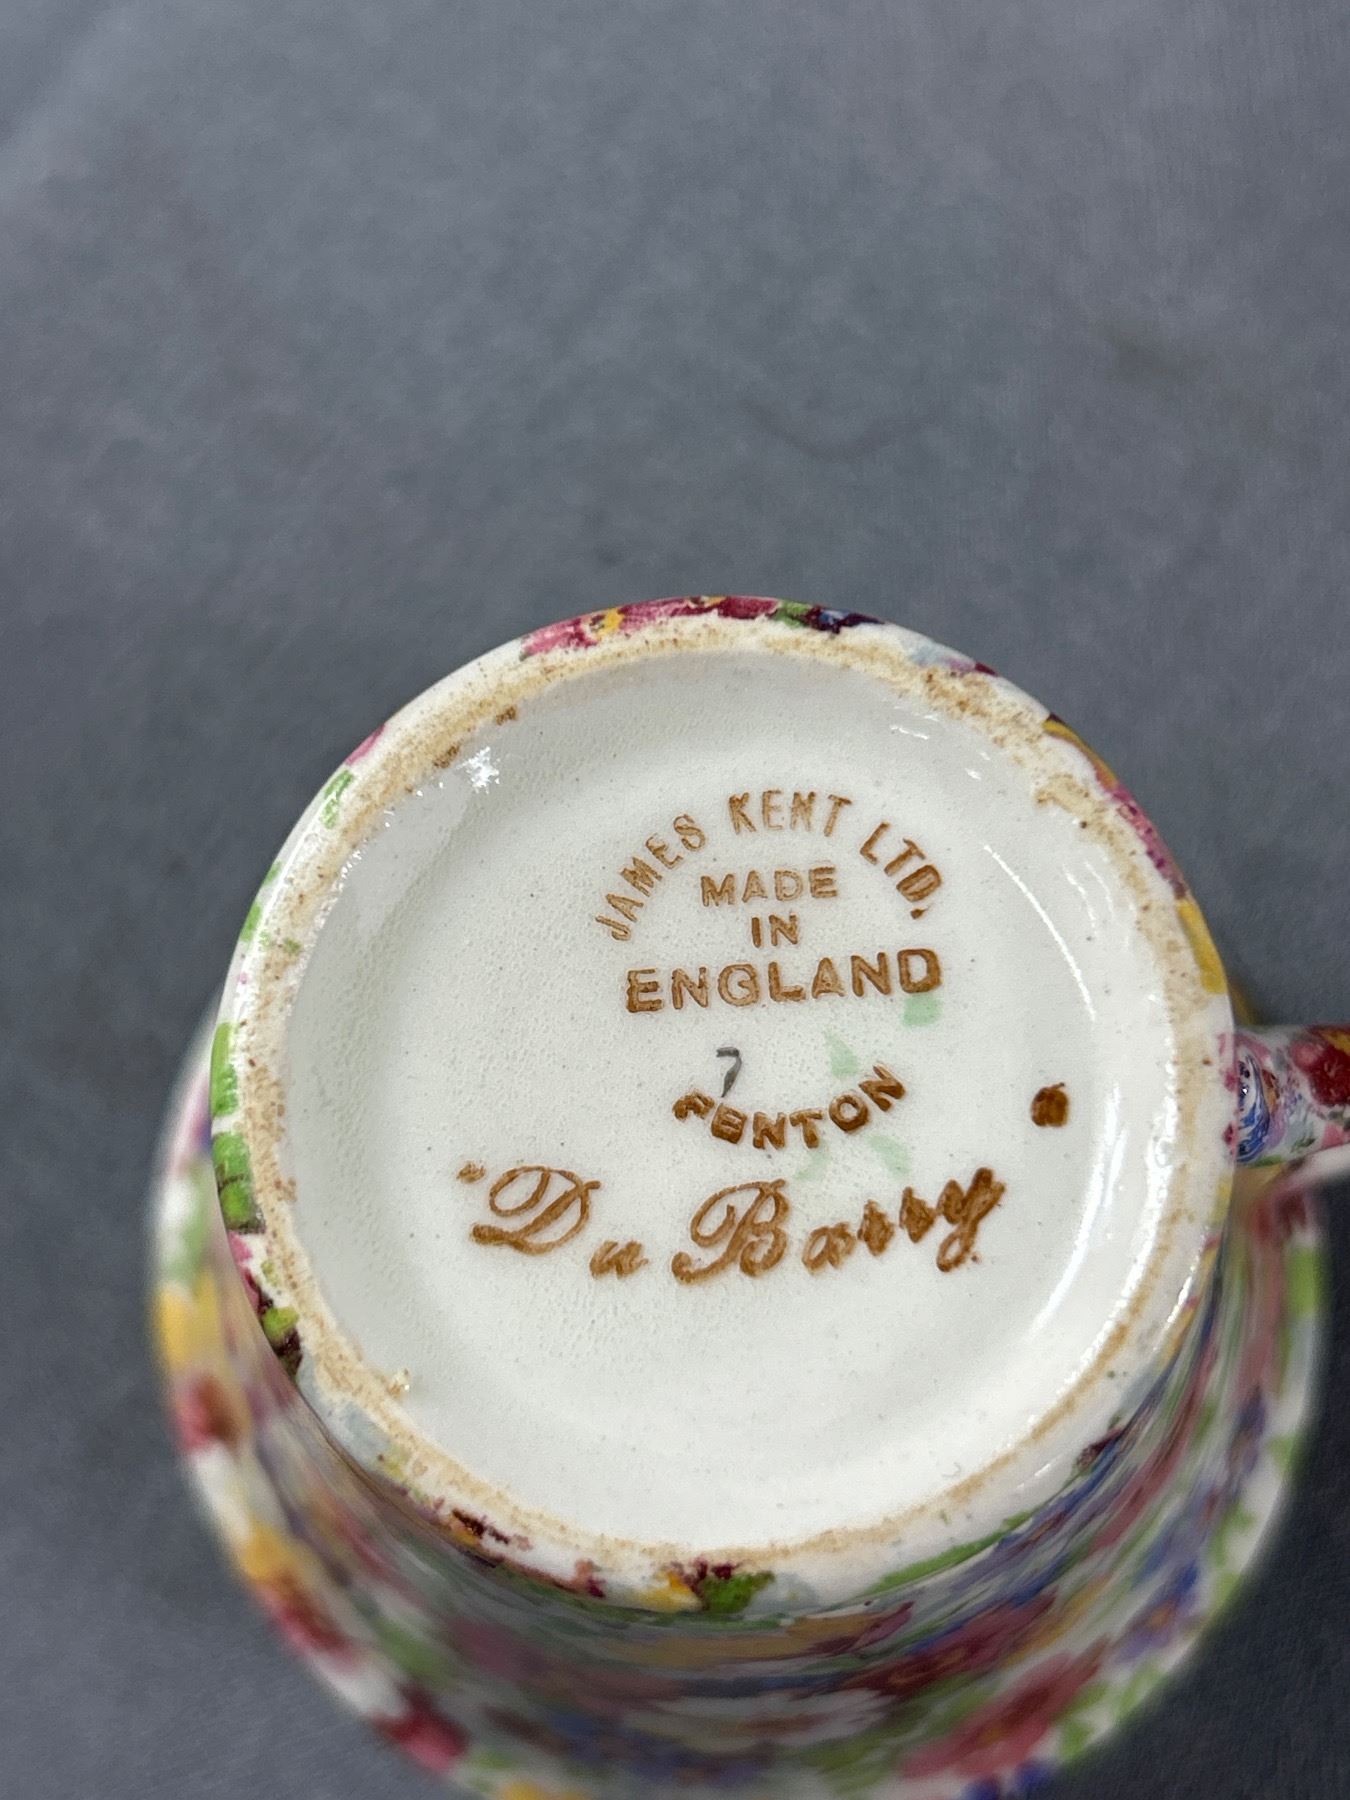 JAMES KENT LTD.
MADE
IN
ENGLAND
7
FENTON
"Du Barry